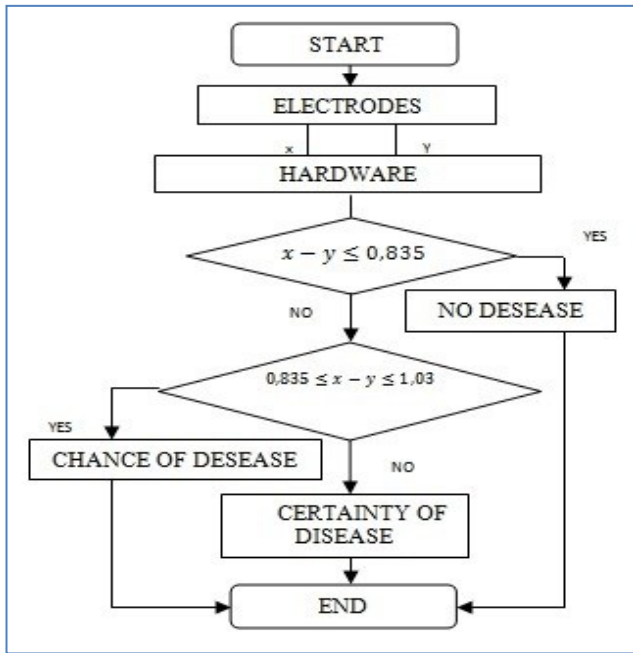 START
ELECTRODES
x Y
HARDWARE
x − y ≤ 0,835
YES
NO DESEASE
NO
0,835 ≤ x − y ≤ 1,03
YES
CHANCE OF DESEASE
NO
CERTAINTY OF
DISEASE
END